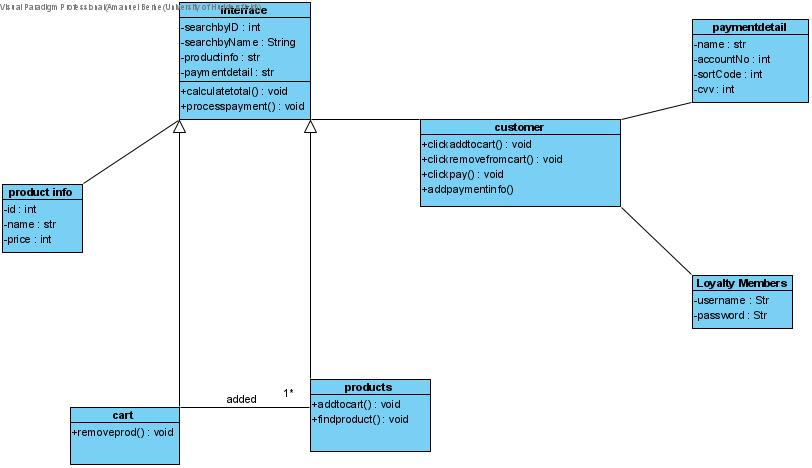 Visual Paradigm Professional(Amanuel Berhe(University of Huddersfield))
interface
-searchbyID : int
-searchbyName : String
-productinfo : str
-paymentdetail : str
+calculatetotal() : void
+processpayment() : void
paymentdetail
-name : str
-accountNo : int
-sortCode : int
-cvv : int
customer
+clickaddtocart() : void
+clickremovefromcart() : void
+clickpay() : void
+addpaymentinfo()
product info
-id : int
-name : str
-price : int
Loyalty Members
-username : Str
-password : Str
added
1*
products
+addtocart() : void
+findproduct() : void
cart
+removeprod() : void